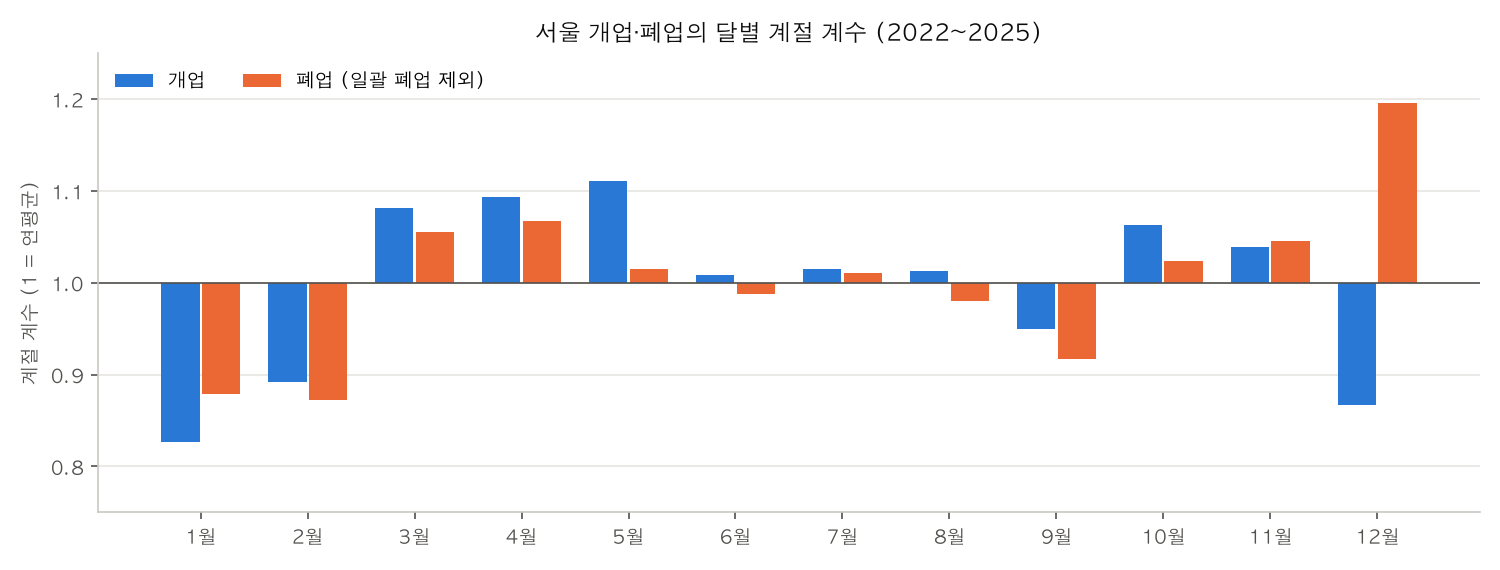 서울 개업·폐업의 달별 계절 계수 (2022~2025)
개업
폐업 (일괄 폐업 제외)
계절 계수 (1 = 연평균)
1.2
1.1
1.0
0.9
0.8
1월
2월
3월
4월
5월
6월
7월
8월
9월
10월
11월
12월